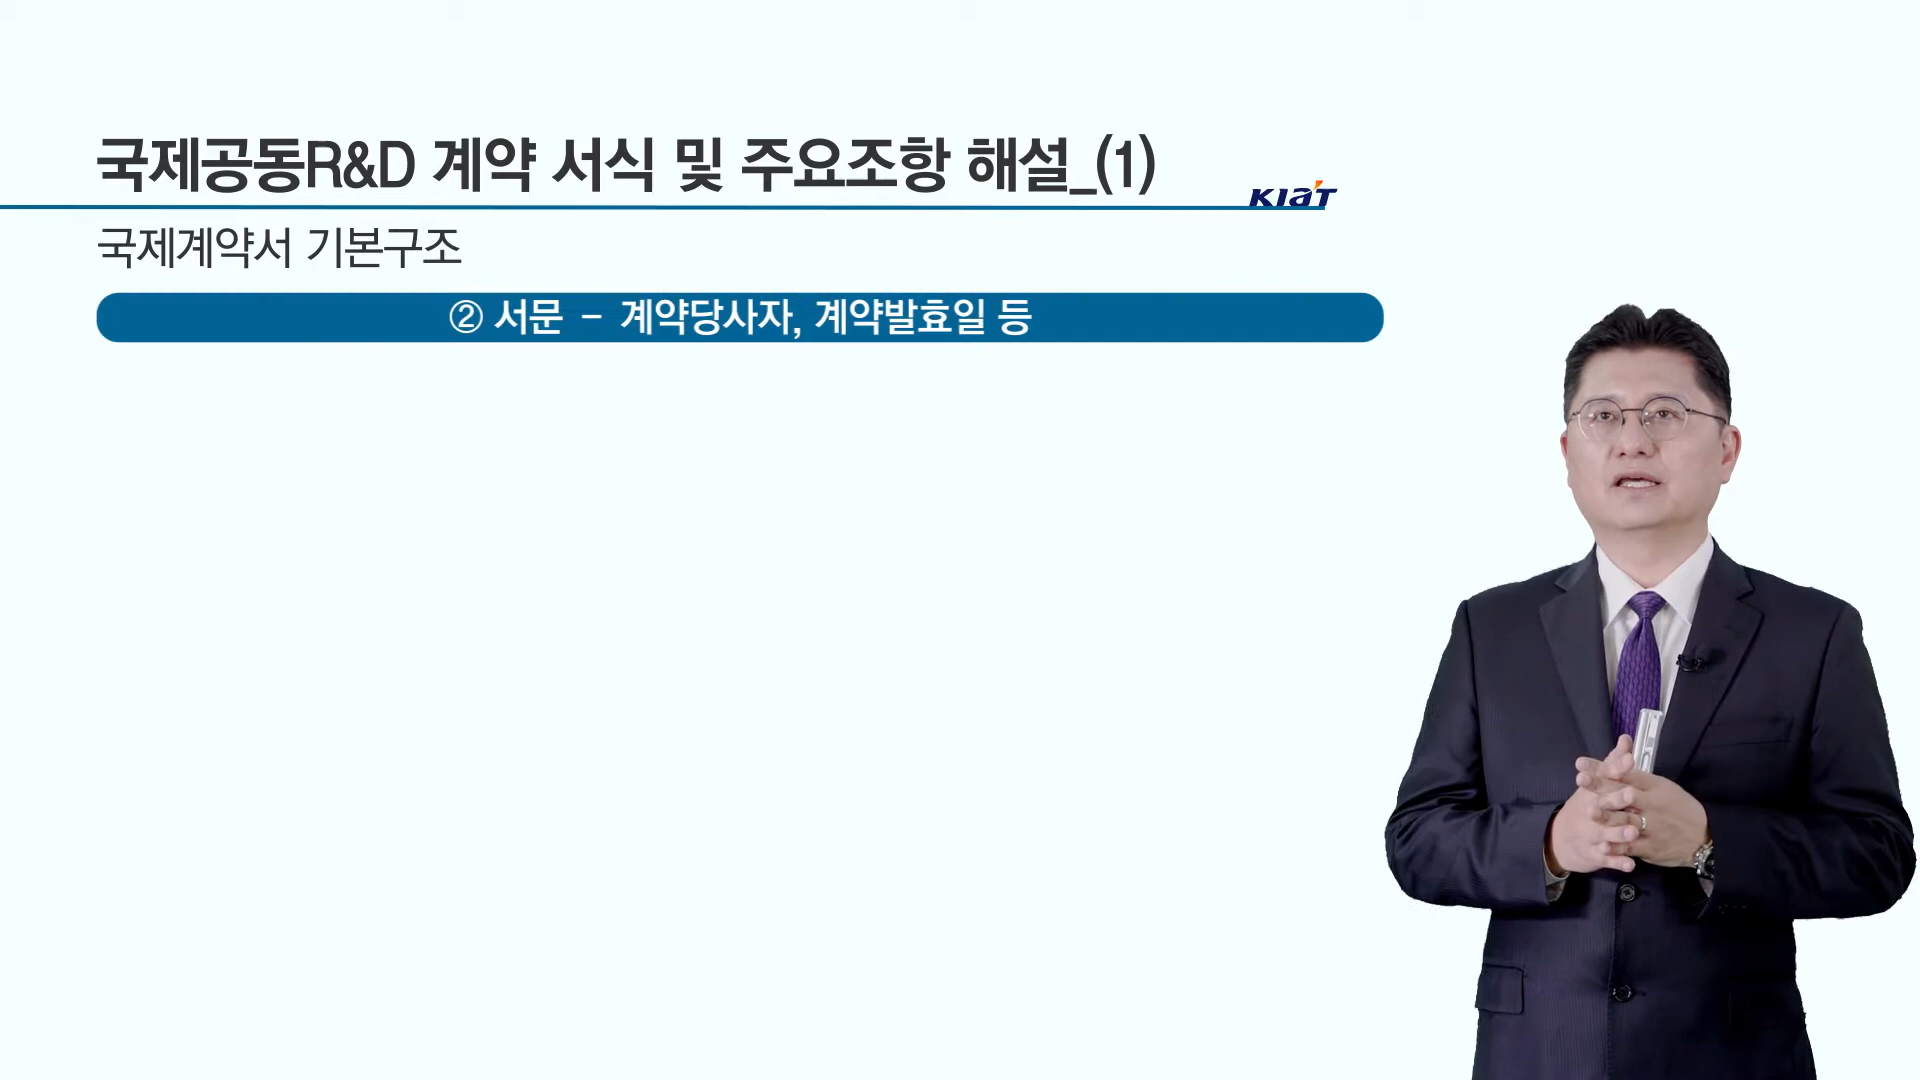 국제공동R&D 계약 서식 및 주요조항 해설_(1)
KIAT
국제계약서 기본구조
② 서문 - 계약당사자, 계약발효일 등